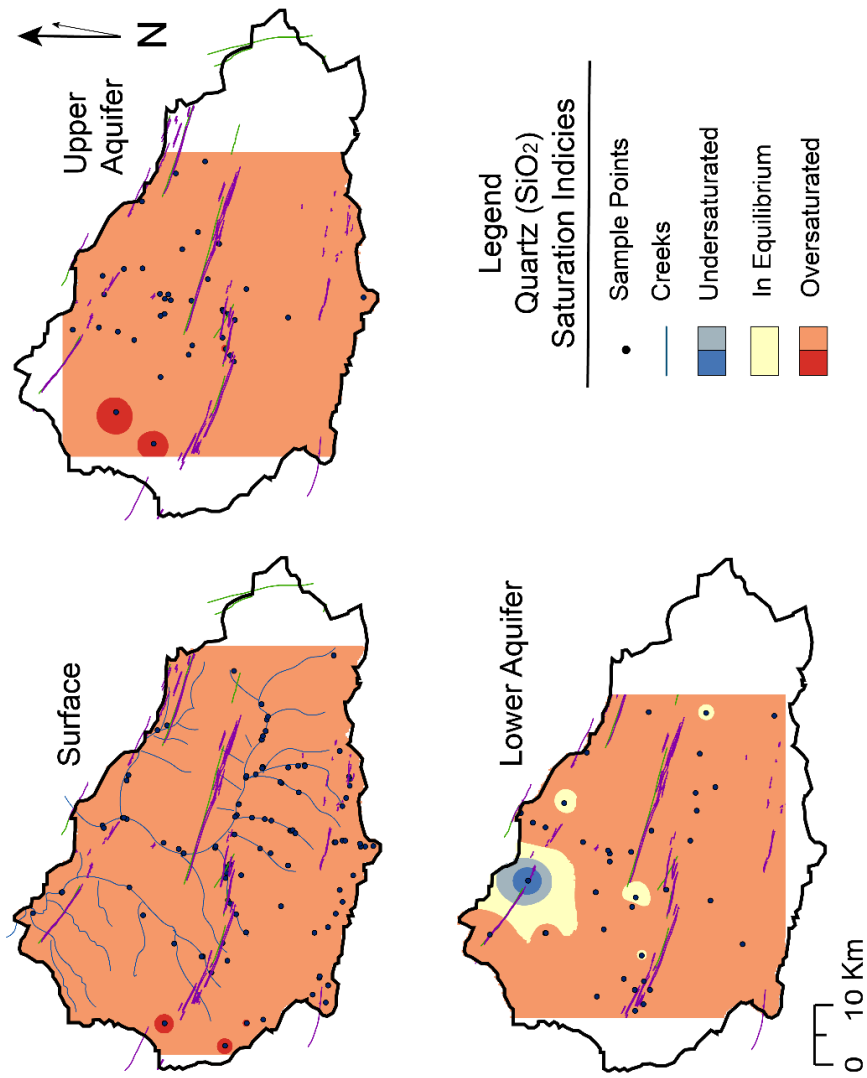 Surface
Upper
Aquifer
N
Lower Aquifer
0 10 Km
Legend
Quartz (SiO2)
Saturation Indicies
Sample Points
Creeks
Undersaturated
In Equilibrium
Oversaturated